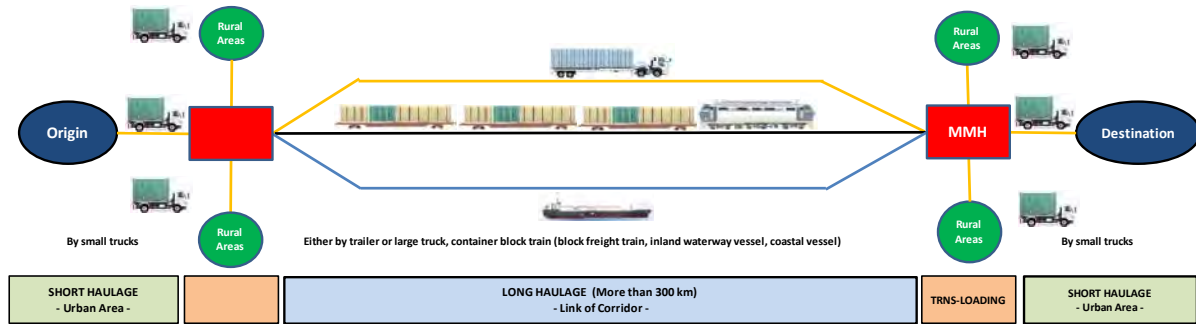 Rural
Areas
Rural
Areas
Origin
MMH
Destination
Rural
Areas
Rural
Areas
By small trucks
Either by trailer or large truck, container block train (block freight train, inland waterway vessel, coastal vessel)
By small trucks
SHORT HAULAGE
- Urban Area -
LONG HAULAGE (More than 300 km)
- Link of Corridor -
TRNS-LOADING
SHORT HAULAGE
- Urban Area -